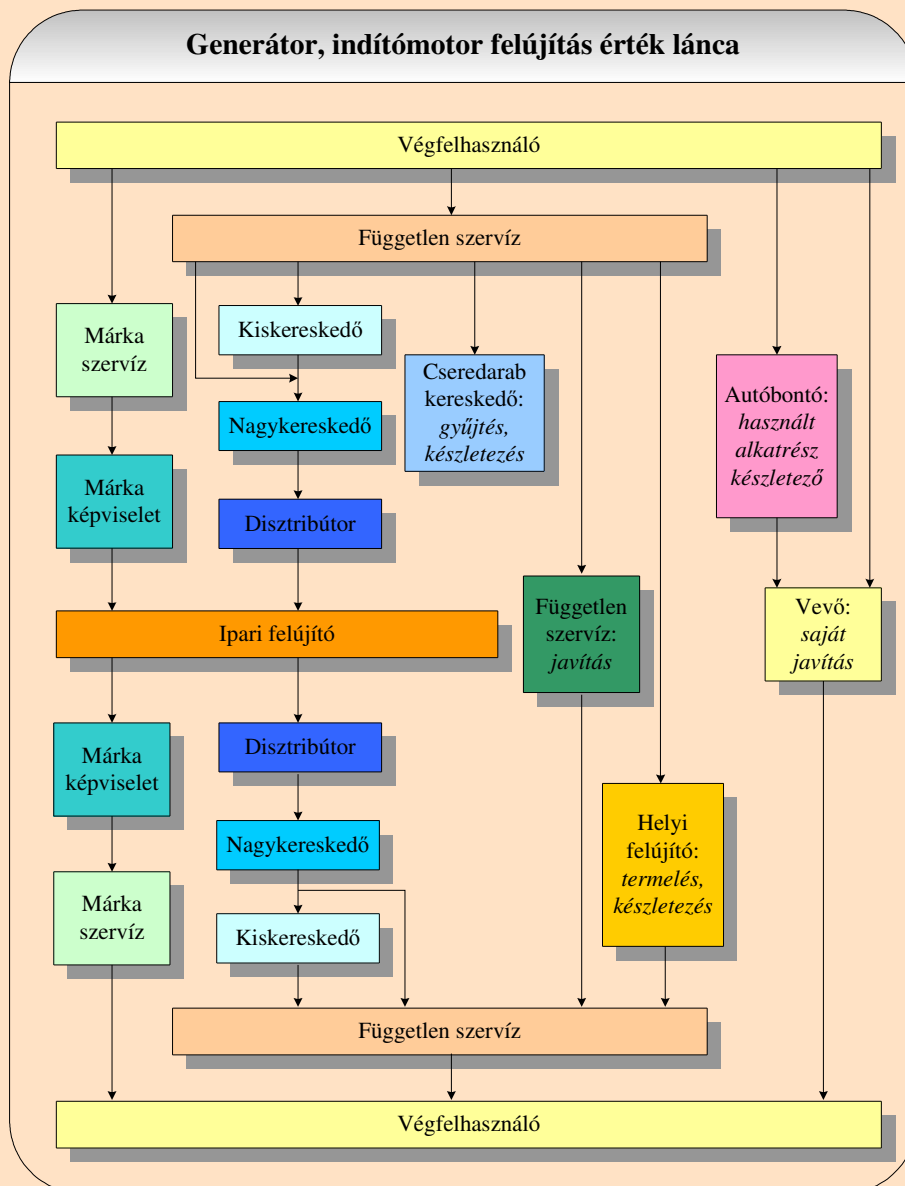 Generátor, indítómotor felújítás érték lánca
Végfelhasználó
Független szervíz
Márka
szervíz
Kiskereskedő
Cseredarab
kereskedő:
gyűjtés,
készletezés
Autóbontó:
használt
alkatrész
készletező
Nagykereskedő
Márka
képviselet
Disztribútor
Független
szervíz:
javítás
Vevő:
saját
javítás
Ipari felújító
Márka
képviselet
Disztribútor
Helyi
felújító:
termelés,
készletezés
Nagykereskedő
Márka
szervíz
Kiskereskedő
Független szervíz
Végfelhasználó